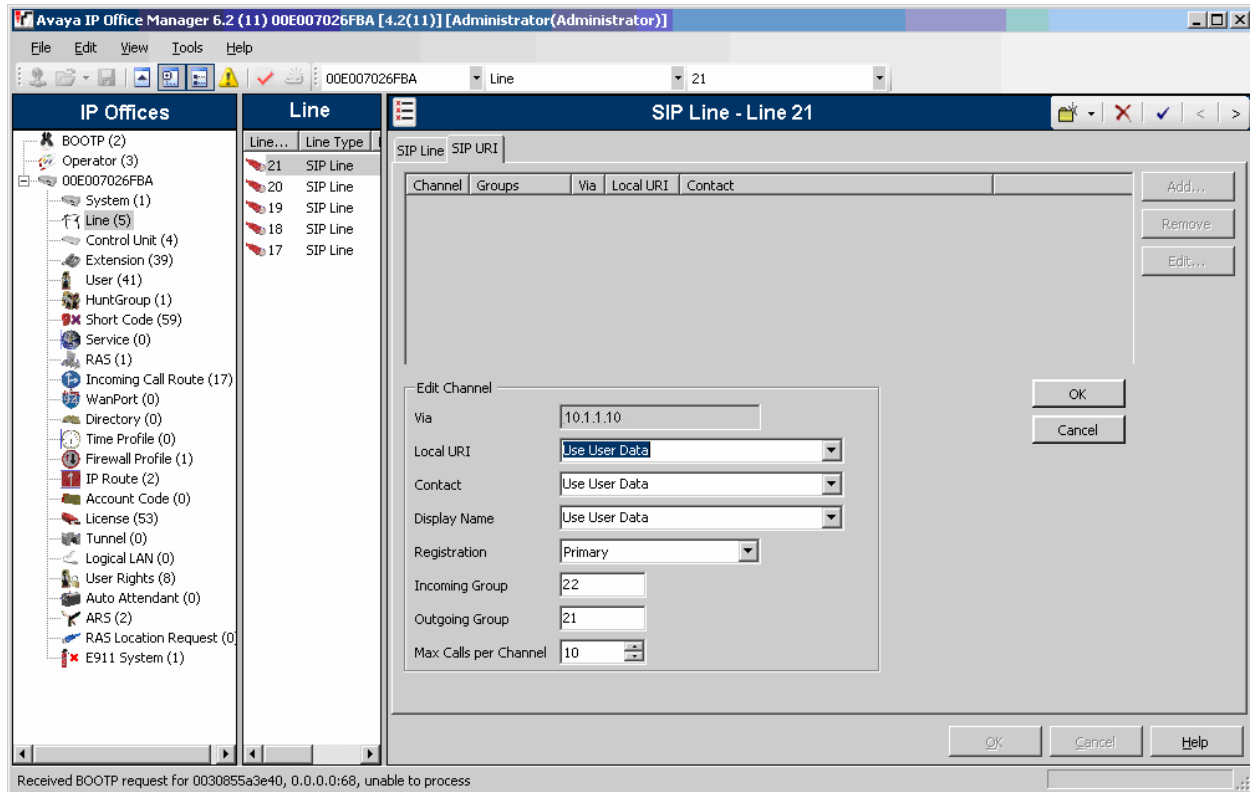 Avaya IP Office Manager 6.2 (11) 00E007026FBA [4.2(11)] [Administrator(Administrator)]
File Edit View Tools Help
00E007026FBA Line 21
IP Offices
BOOTP (2)
Operator (3)
00E007026FBA
System (1)
Line (5)
Control Unit (4)
Extension (39)
User (41)
HuntGroup (1)
Short Code (59)
Service (0)
RAS (1)
Incoming Call Route (17)
WanPort (0)
Directory (0)
Time Profile (0)
Firewall Profile (1)
IP Route (2)
Account Code (0)
License (53)
Tunnel (0)
Logical LAN (0)
User Rights (8)
Auto Attendant (0)
ARS (2)
RAS Location Request (0
E911 System (1)
Line
Line... Line Type
21 SIP Line
20 SIP Line
19 SIP Line
18 SIP Line
17 SIP Line
SIP Line - Line 21
SIP Line SIP URI
Channel Groups Via Local URI Contact
Add...
Remove
Edit...
Edit Channel
Via 10.1.1.10
Local URI Use User Data
Contact Use User Data
Display Name Use User Data
Registration Primary
Incoming Group 22
Outgoing Group 21
Max Calls per Channel 10
OK
Cancel
OK Cancel Help
Received BOOTP request for 0030855a3e40, 0.0.0.0:68, unable to process